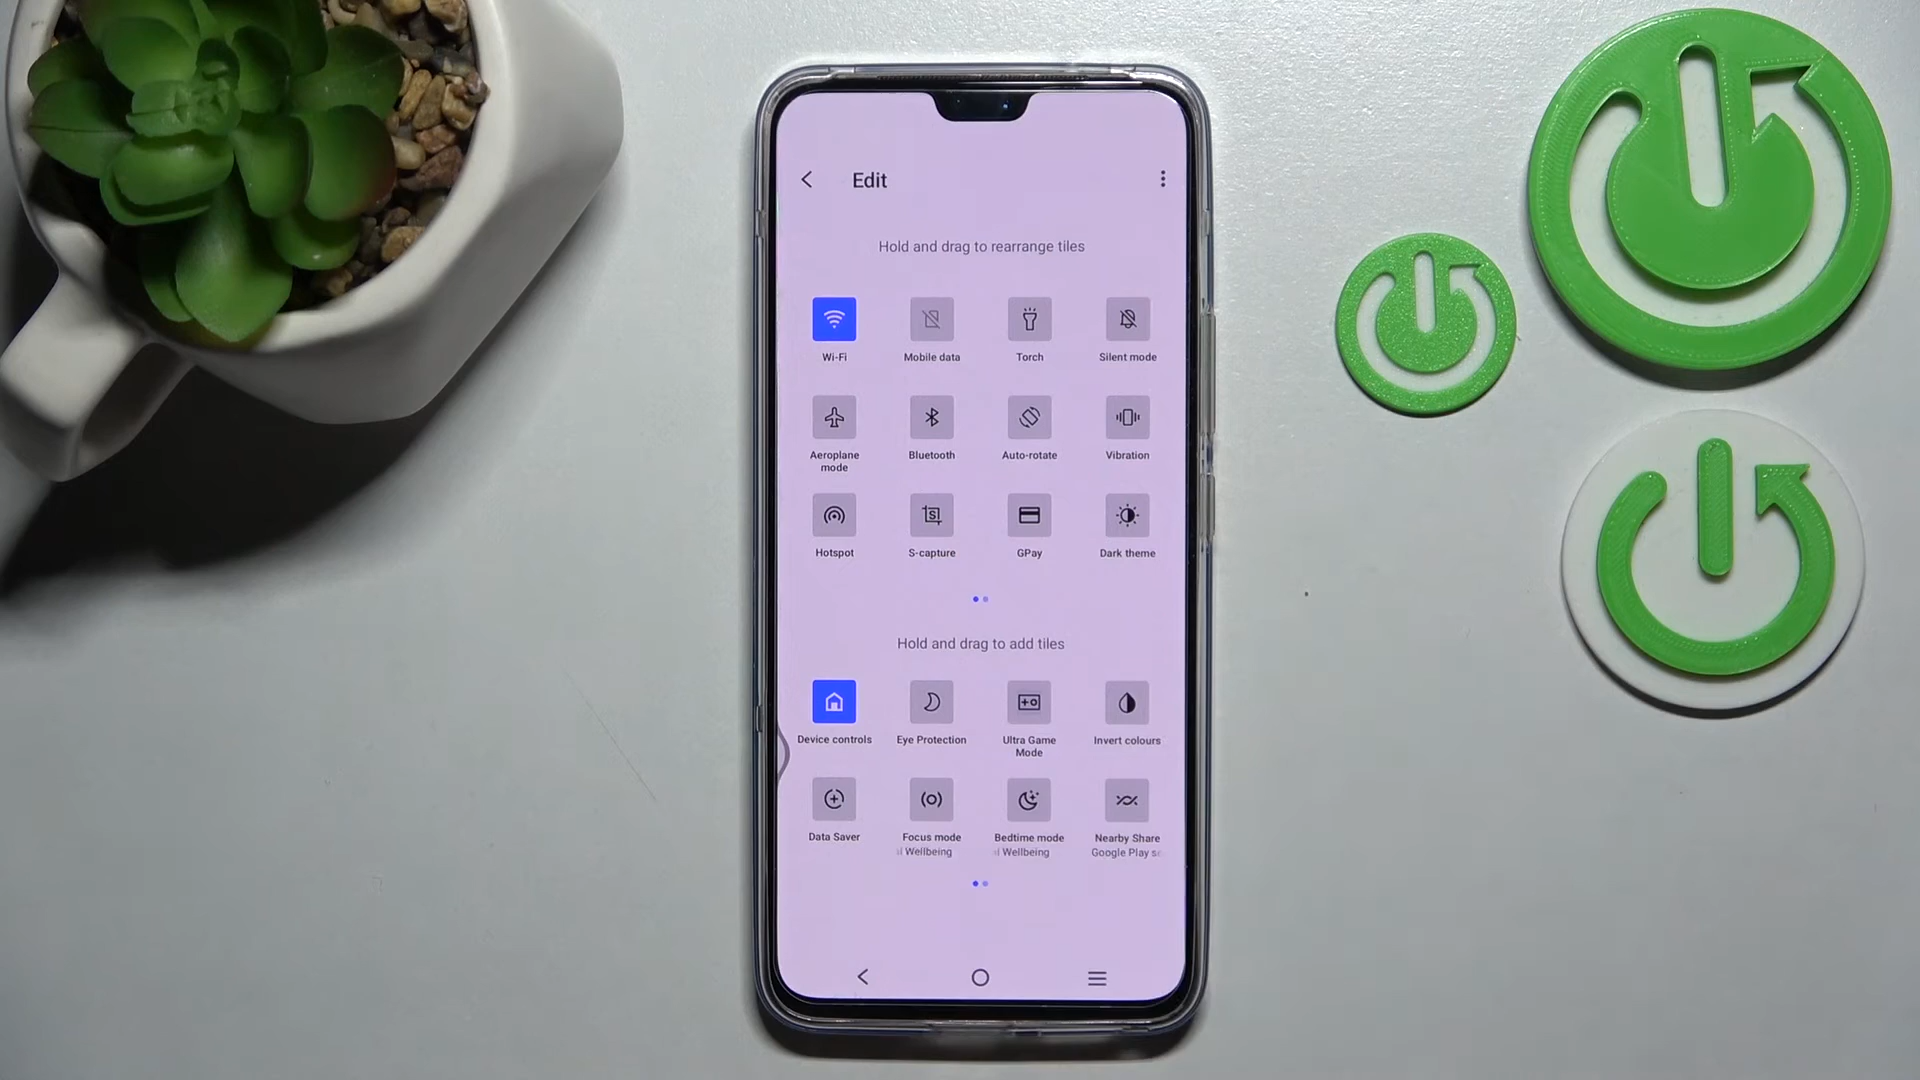 Edit
Hold and drag to rearrange tiles
Wi-Fi
Mobile data
Torch
Silent mode
Aeroplane
mode
Bluetooth
Auto-rotate
Vibration
Hotspot
S-capture
GPay
Dark theme
Hold and drag to add tiles
Device controls
Eye Protection
Ultra Game
Mode
Invert colours
Data Saver
Focus mode
l Wellbeing
Bedtime mode
l Wellbeing
Nearby Share
Google Play se